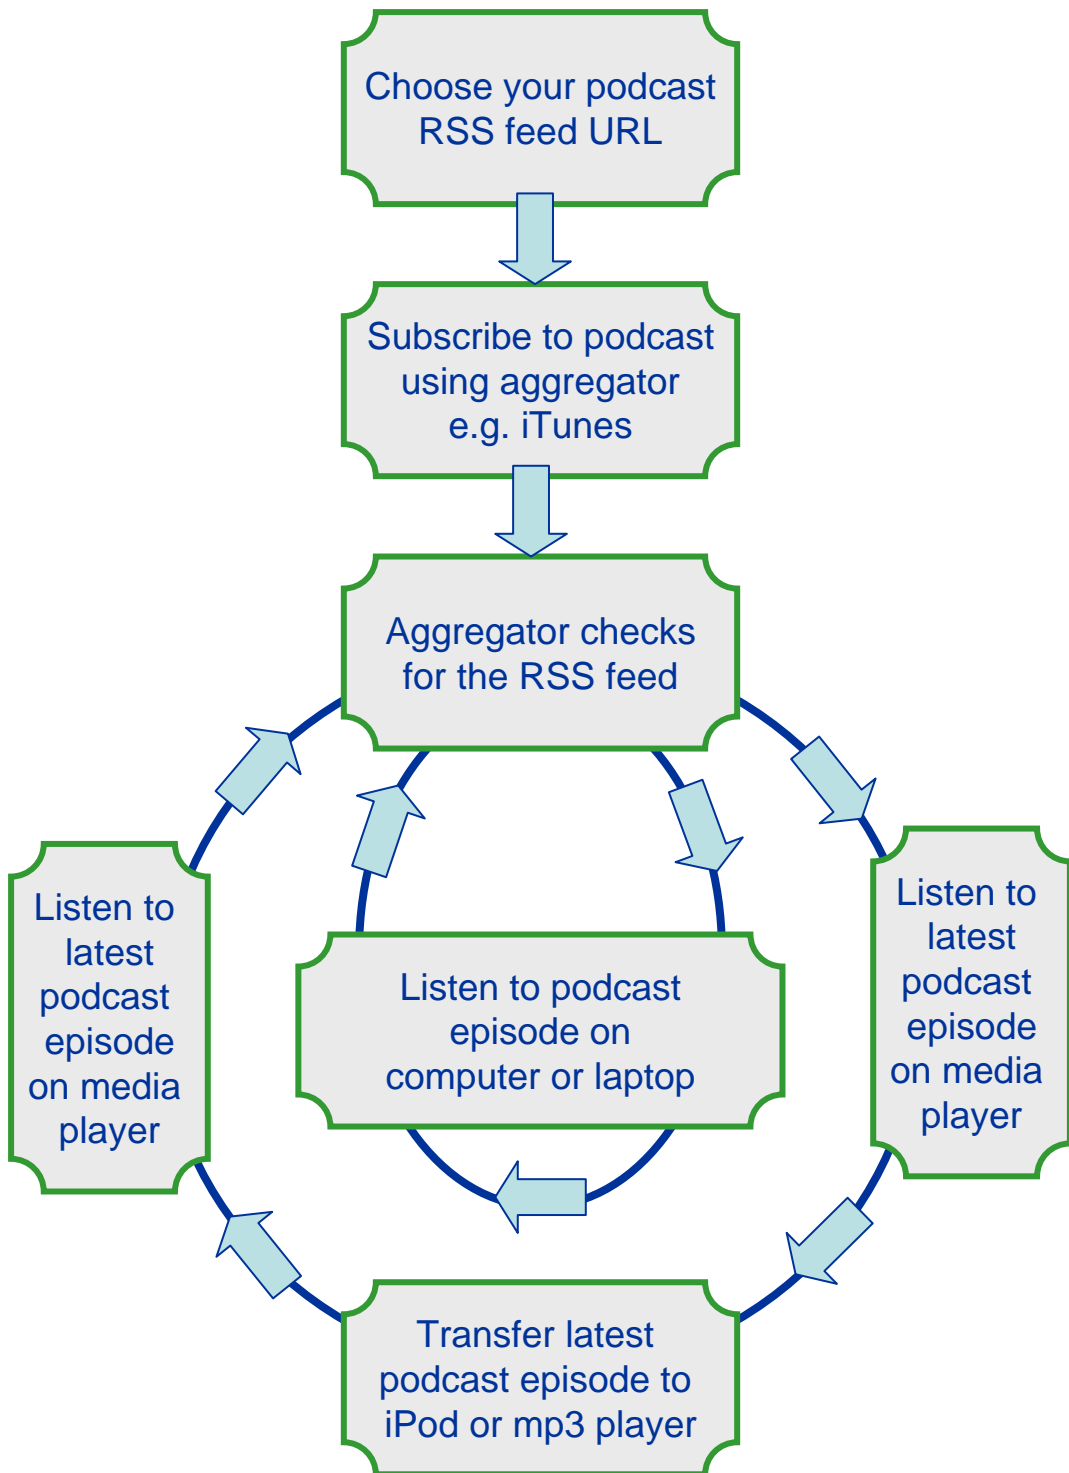 Choose your podcast
RSS feed URL
Subscribe to podcast
using aggregator
e.g. iTunes
Aggregator checks
for the RSS feed
Listen to
latest
podcast
episode
on media
player
Listen to podcast
episode on
computer or laptop
Listen to
latest
podcast
episode
on media
player
Transfer latest
podcast episode to
iPod or mp3 player